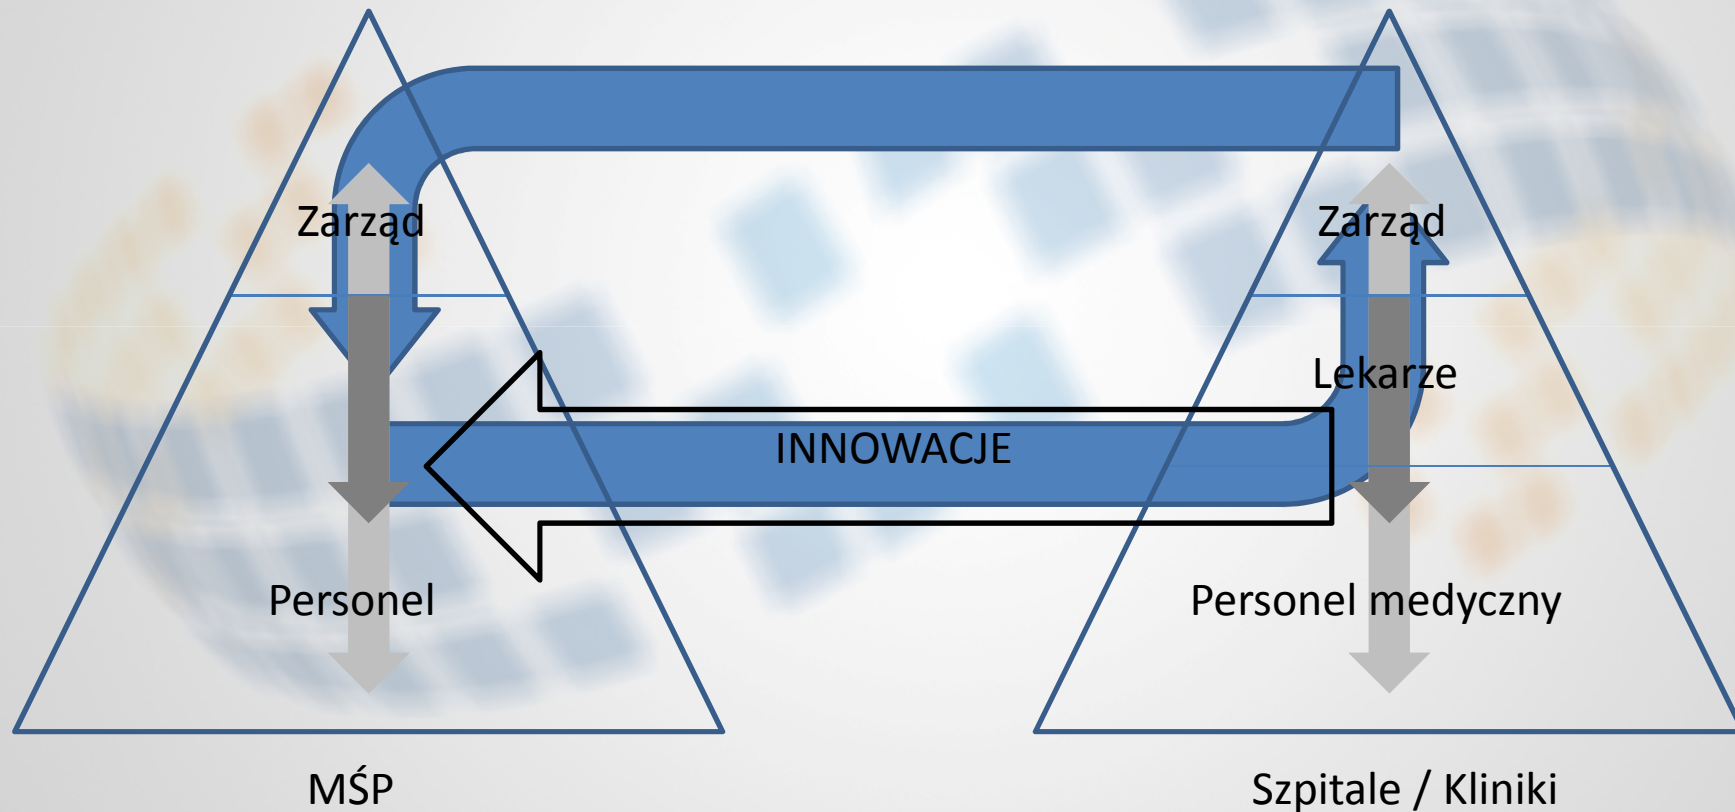 Zarząd
Zarząd
Lekarze
INNOWACJE
Personel
Personel medyczny
MŚP
Szpitale / Kliniki